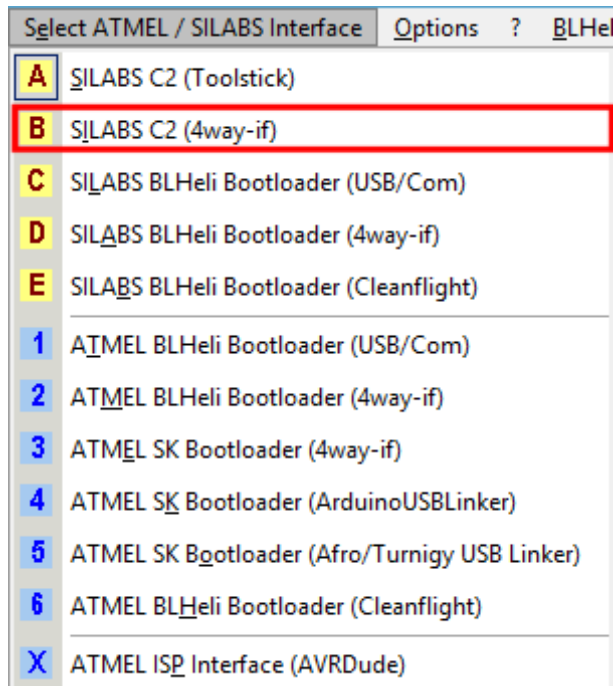 Select ATMEL / SILABS Interface Options ? BLHel
A SILABS C2 (Toolstick)
B SILABS C2 (4way-if)
C SILABS BLHeli Bootloader (USB/Com)
D SILABS BLHeli Bootloader (4way-if)
E SILABS BLHeli Bootloader (Cleanflight)
1 ATMEL BLHeli Bootloader (USB/Com)
2 ATMEL BLHeli Bootloader (4way-if)
3 ATMEL SK Bootloader (4way-if)
4 ATMEL SK Bootloader (ArduinoUSBLinker)
5 ATMEL SK Bootloader (Afro/Turnigy USB Linker)
6 ATMEL BLHeli Bootloader (Cleanflight)
X ATMEL ISP Interface (AVRDude)